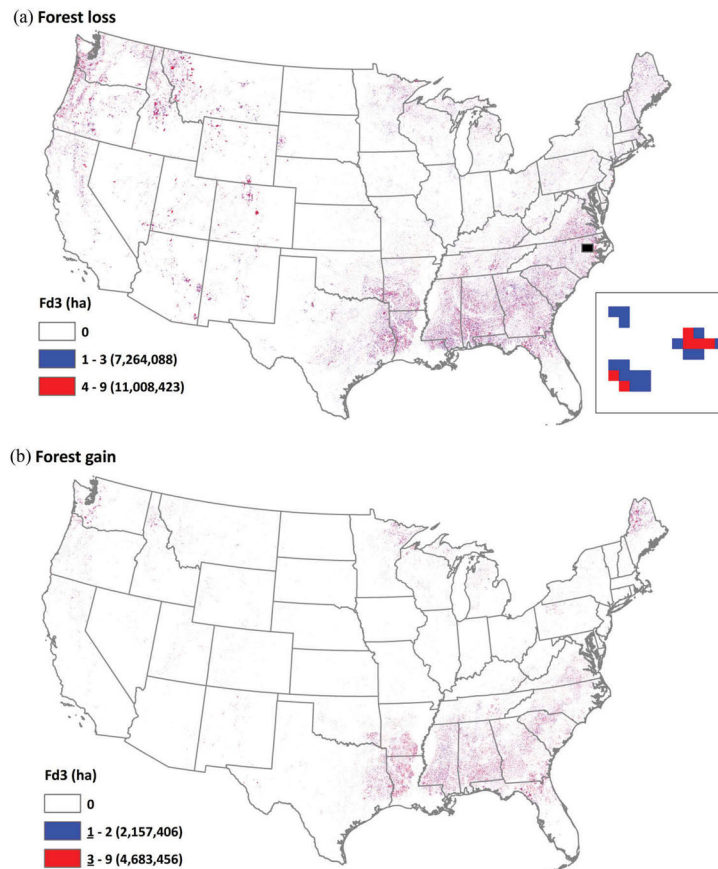 (a) Forest loss
Fd3 (ha)
0
1 - 3 (7,264,088)
4 - 9 (11,008,423)
(b) Forest gain
Fd3 (ha)
0
1 - 2 (2,157,406)
3 - 9 (4,683,456)